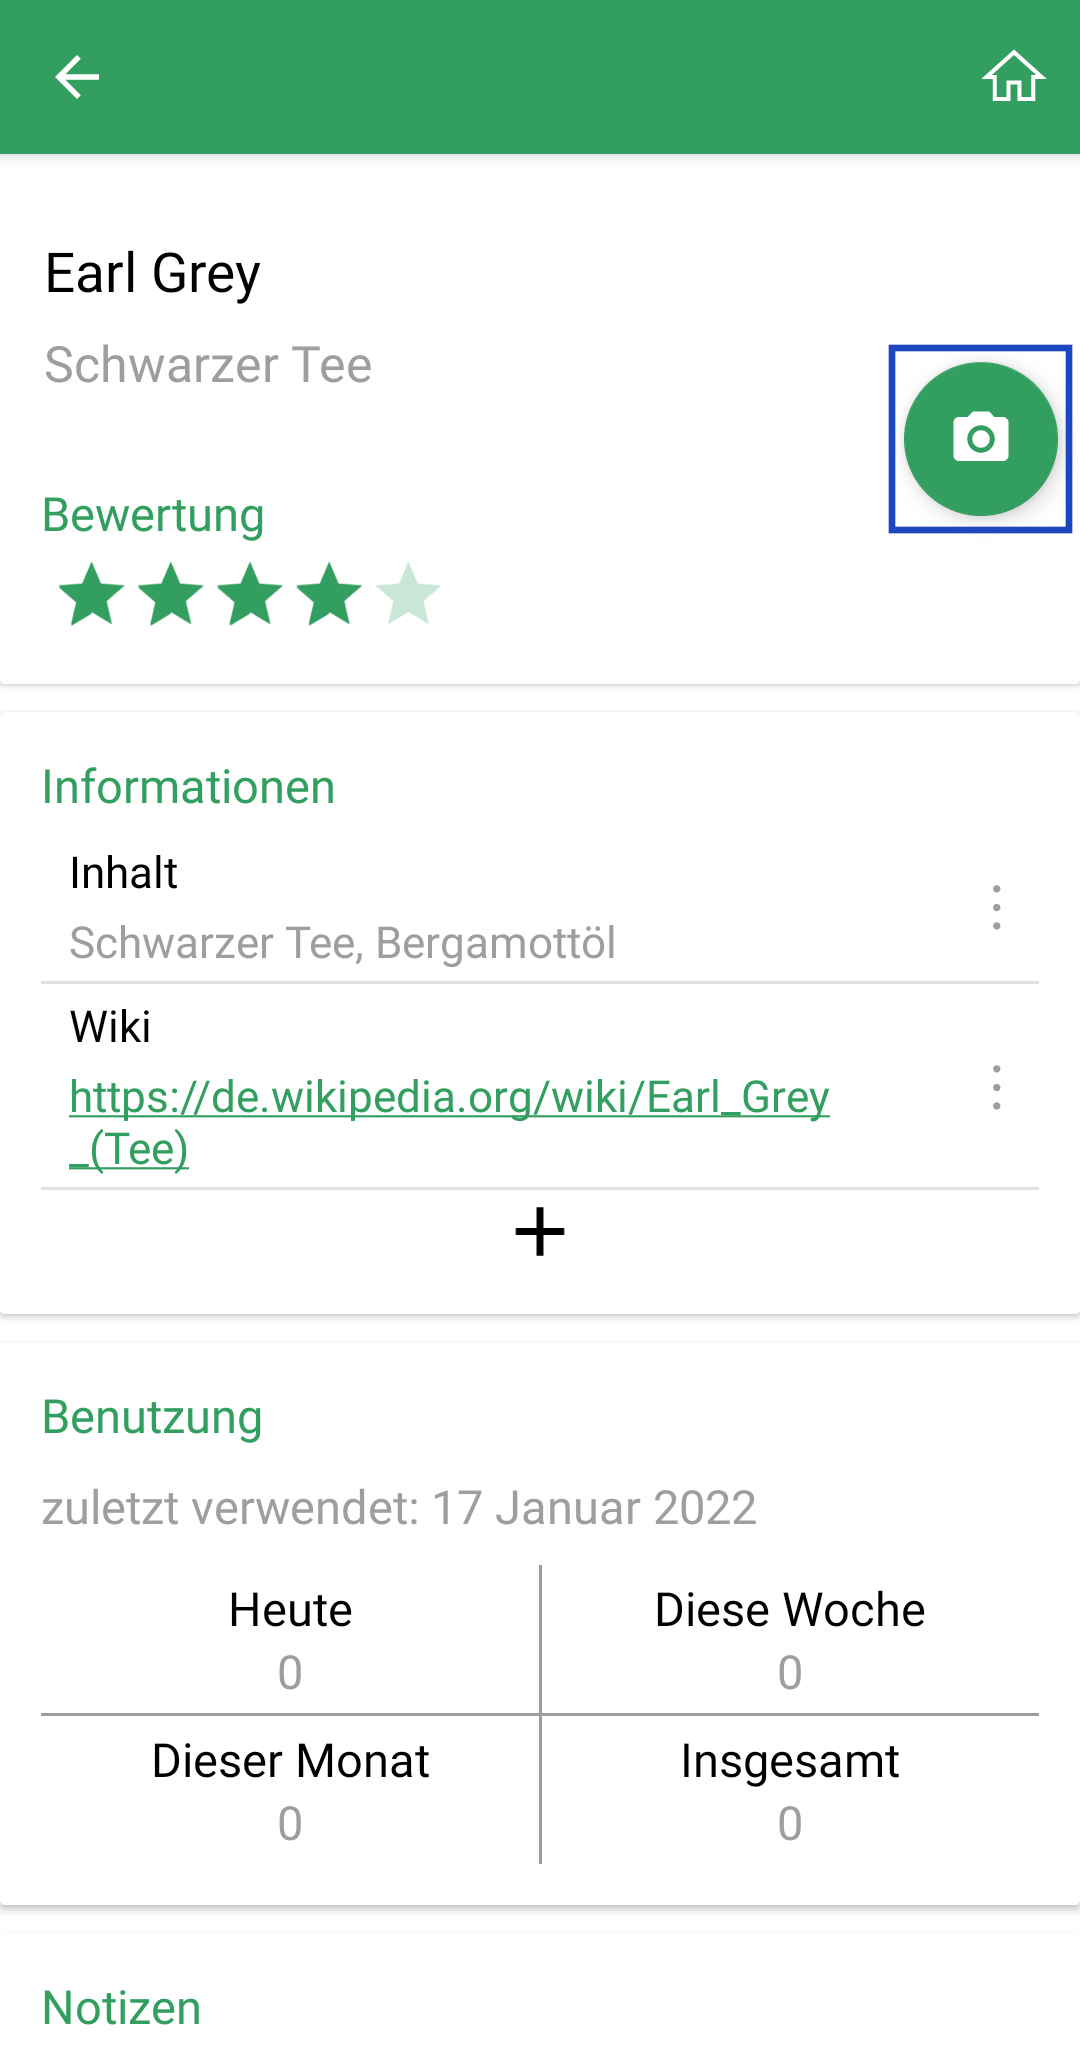 Earl Grey
Schwarzer Tee
Bewertung
Informationen
Inhalt
Schwarzer Tee, Bergamottöl
Wiki
https://de.wikipedia.org/wiki/Earl_Grey
_(Tee)
Benutzung
zuletzt verwendet: 17 Januar 2022
Heute
0
Diese Woche
0
Dieser Monat
0
Insgesamt
0
Notizen